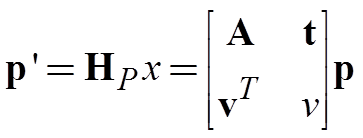 p' = H_P x = [ A t ; v^T v ] p